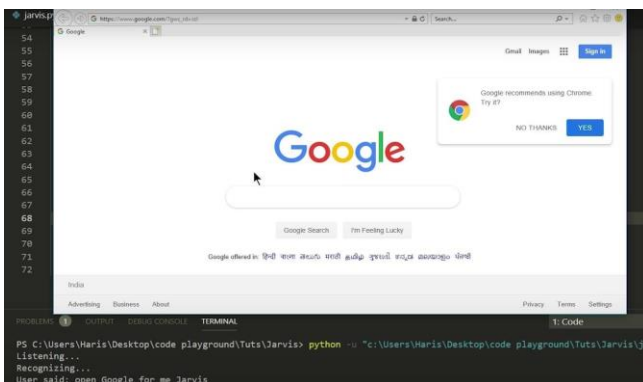 jarvis.p
https://www.google.com/?gws_rd=ssl
Search...
Google
54
55
56
57
58
59
60
61
62
63
64
65
66
67
68
69
70
71
72
Gmail Images Sign in
Google recommends using Chrome
Try it?
NO THANKS YES
Google
Google Search I'm Feeling Lucky
Google offered in: हिन्दी বাংলা తెలుగు मराठी தமிழ் ગુજરાતી ಕನ್ನಡ മലയാളം ਪੰਜਾਬੀ
India
Advertising Business About Privacy Terms Settings
PROBLEMS 1 OUTPUT DEBUG CONSOLE TERMINAL 1: Code
PS C:\Users\Haris\Desktop\code playground\Tuts\Jarvis> python -u "c:\Users\Haris\Desktop\code playground\Tuts\Jarvis\j
Listening...
Recognizing...
User said: open Google for me Jarvis